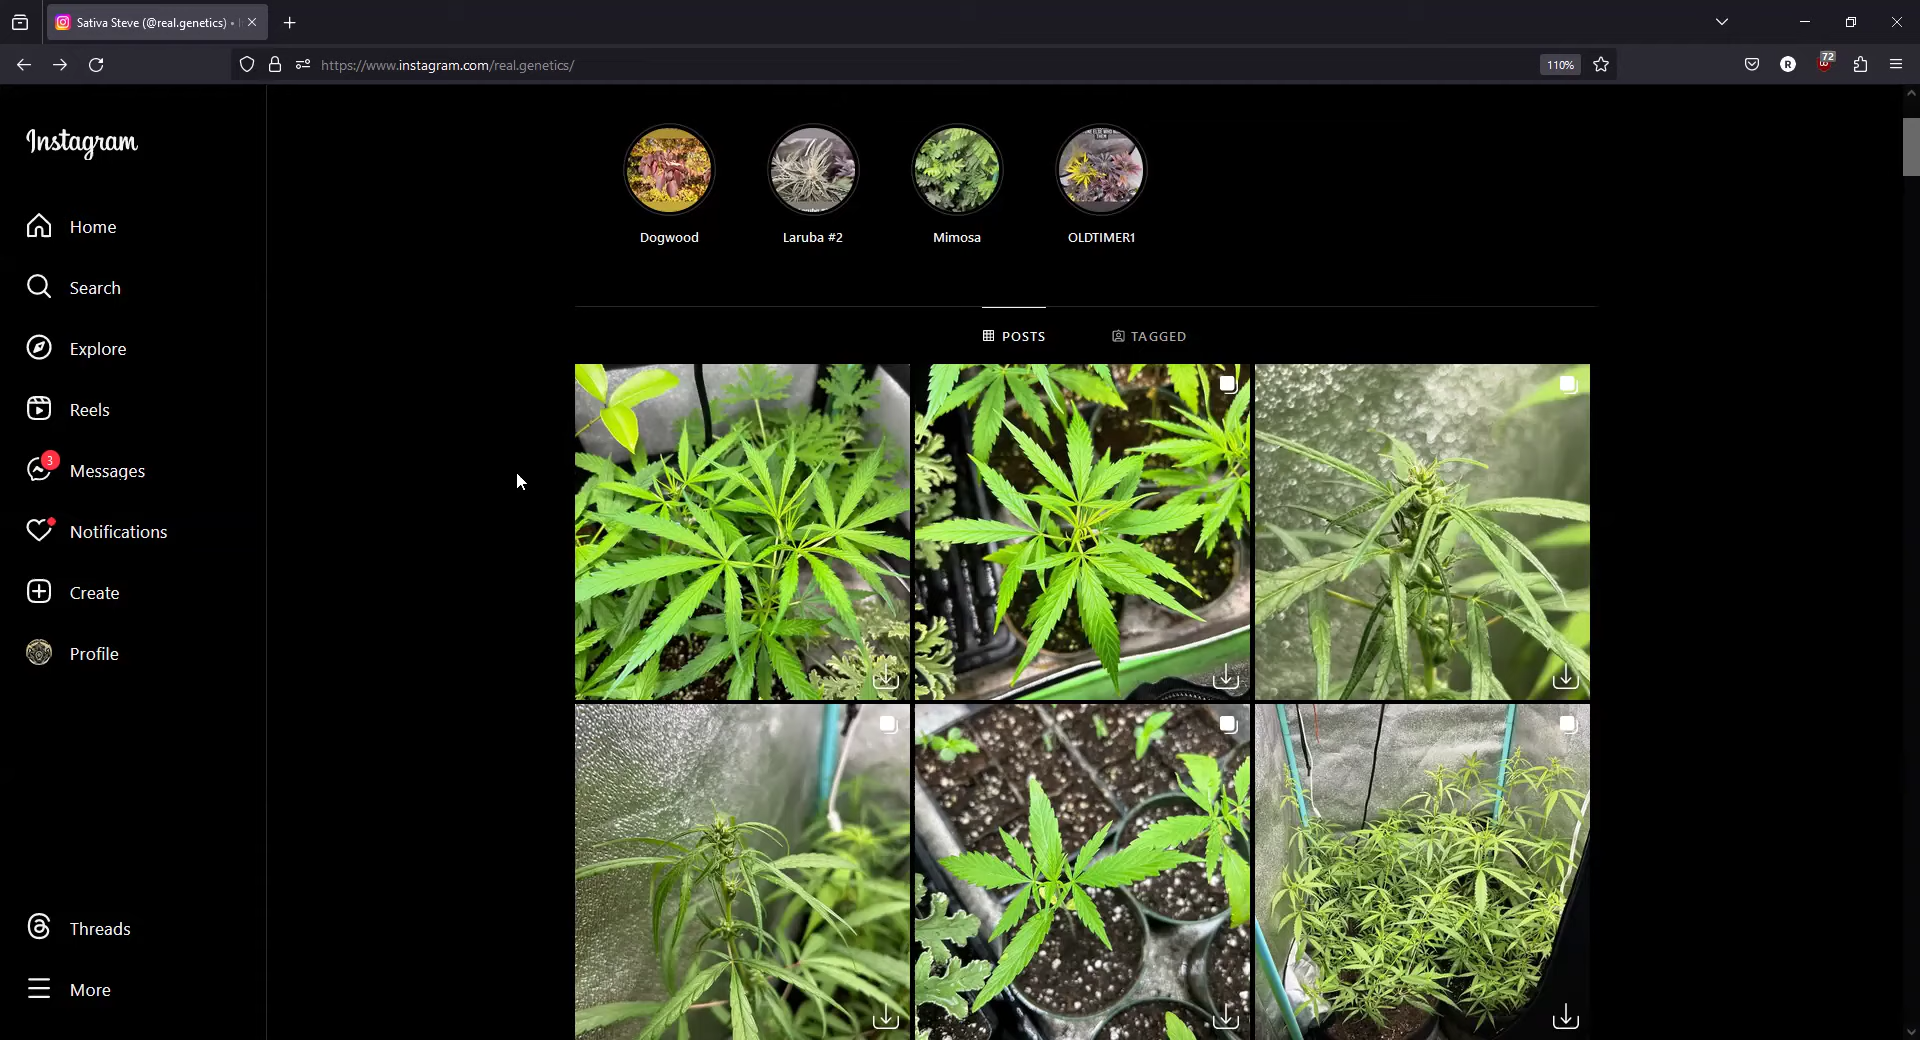 Sativa Steve (@real.genetics) •
https://www.instagram.com/real.genetics/
110%
R
72
Instagram
Home
Search
Explore
Reels
3
Messages
Notifications
Create
Profile
Threads
More
THEM
Dogwood
Laruba #2
Mimosa
OLDTIMER1
POSTS
TAGGED